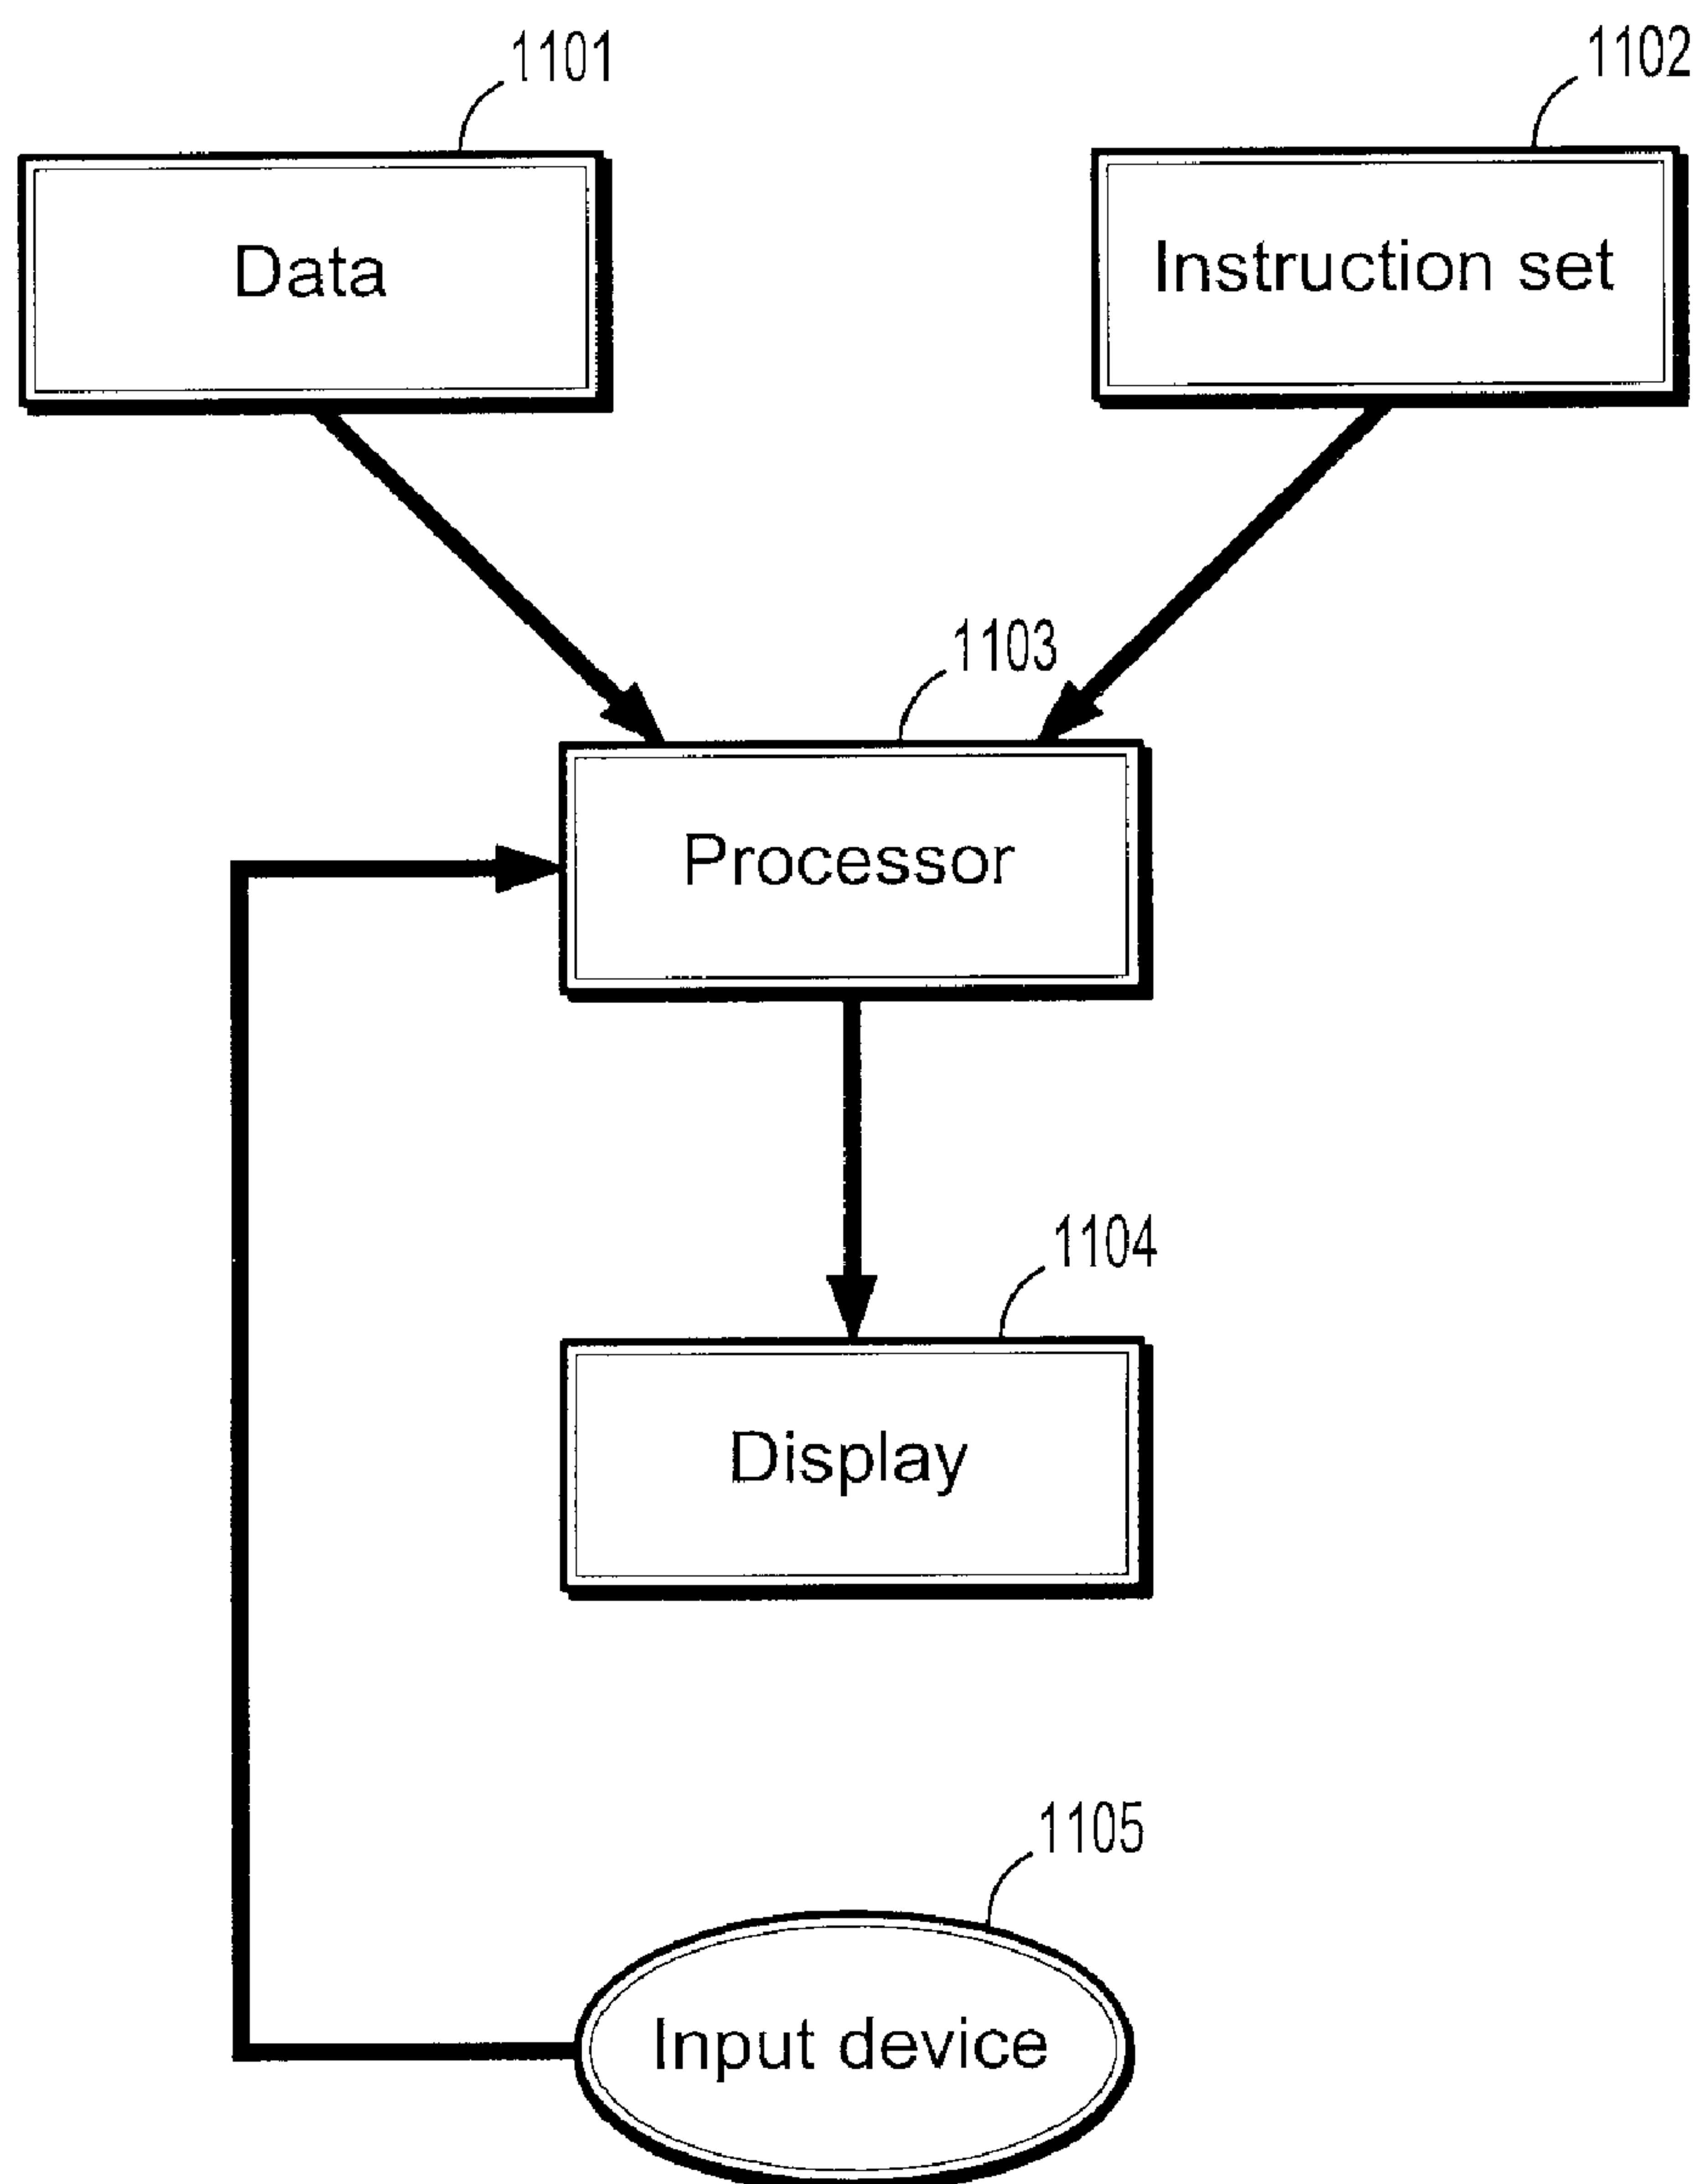 1101
1102
Data
Instruction set
1103
Processor
1104
Display
1105
Input device